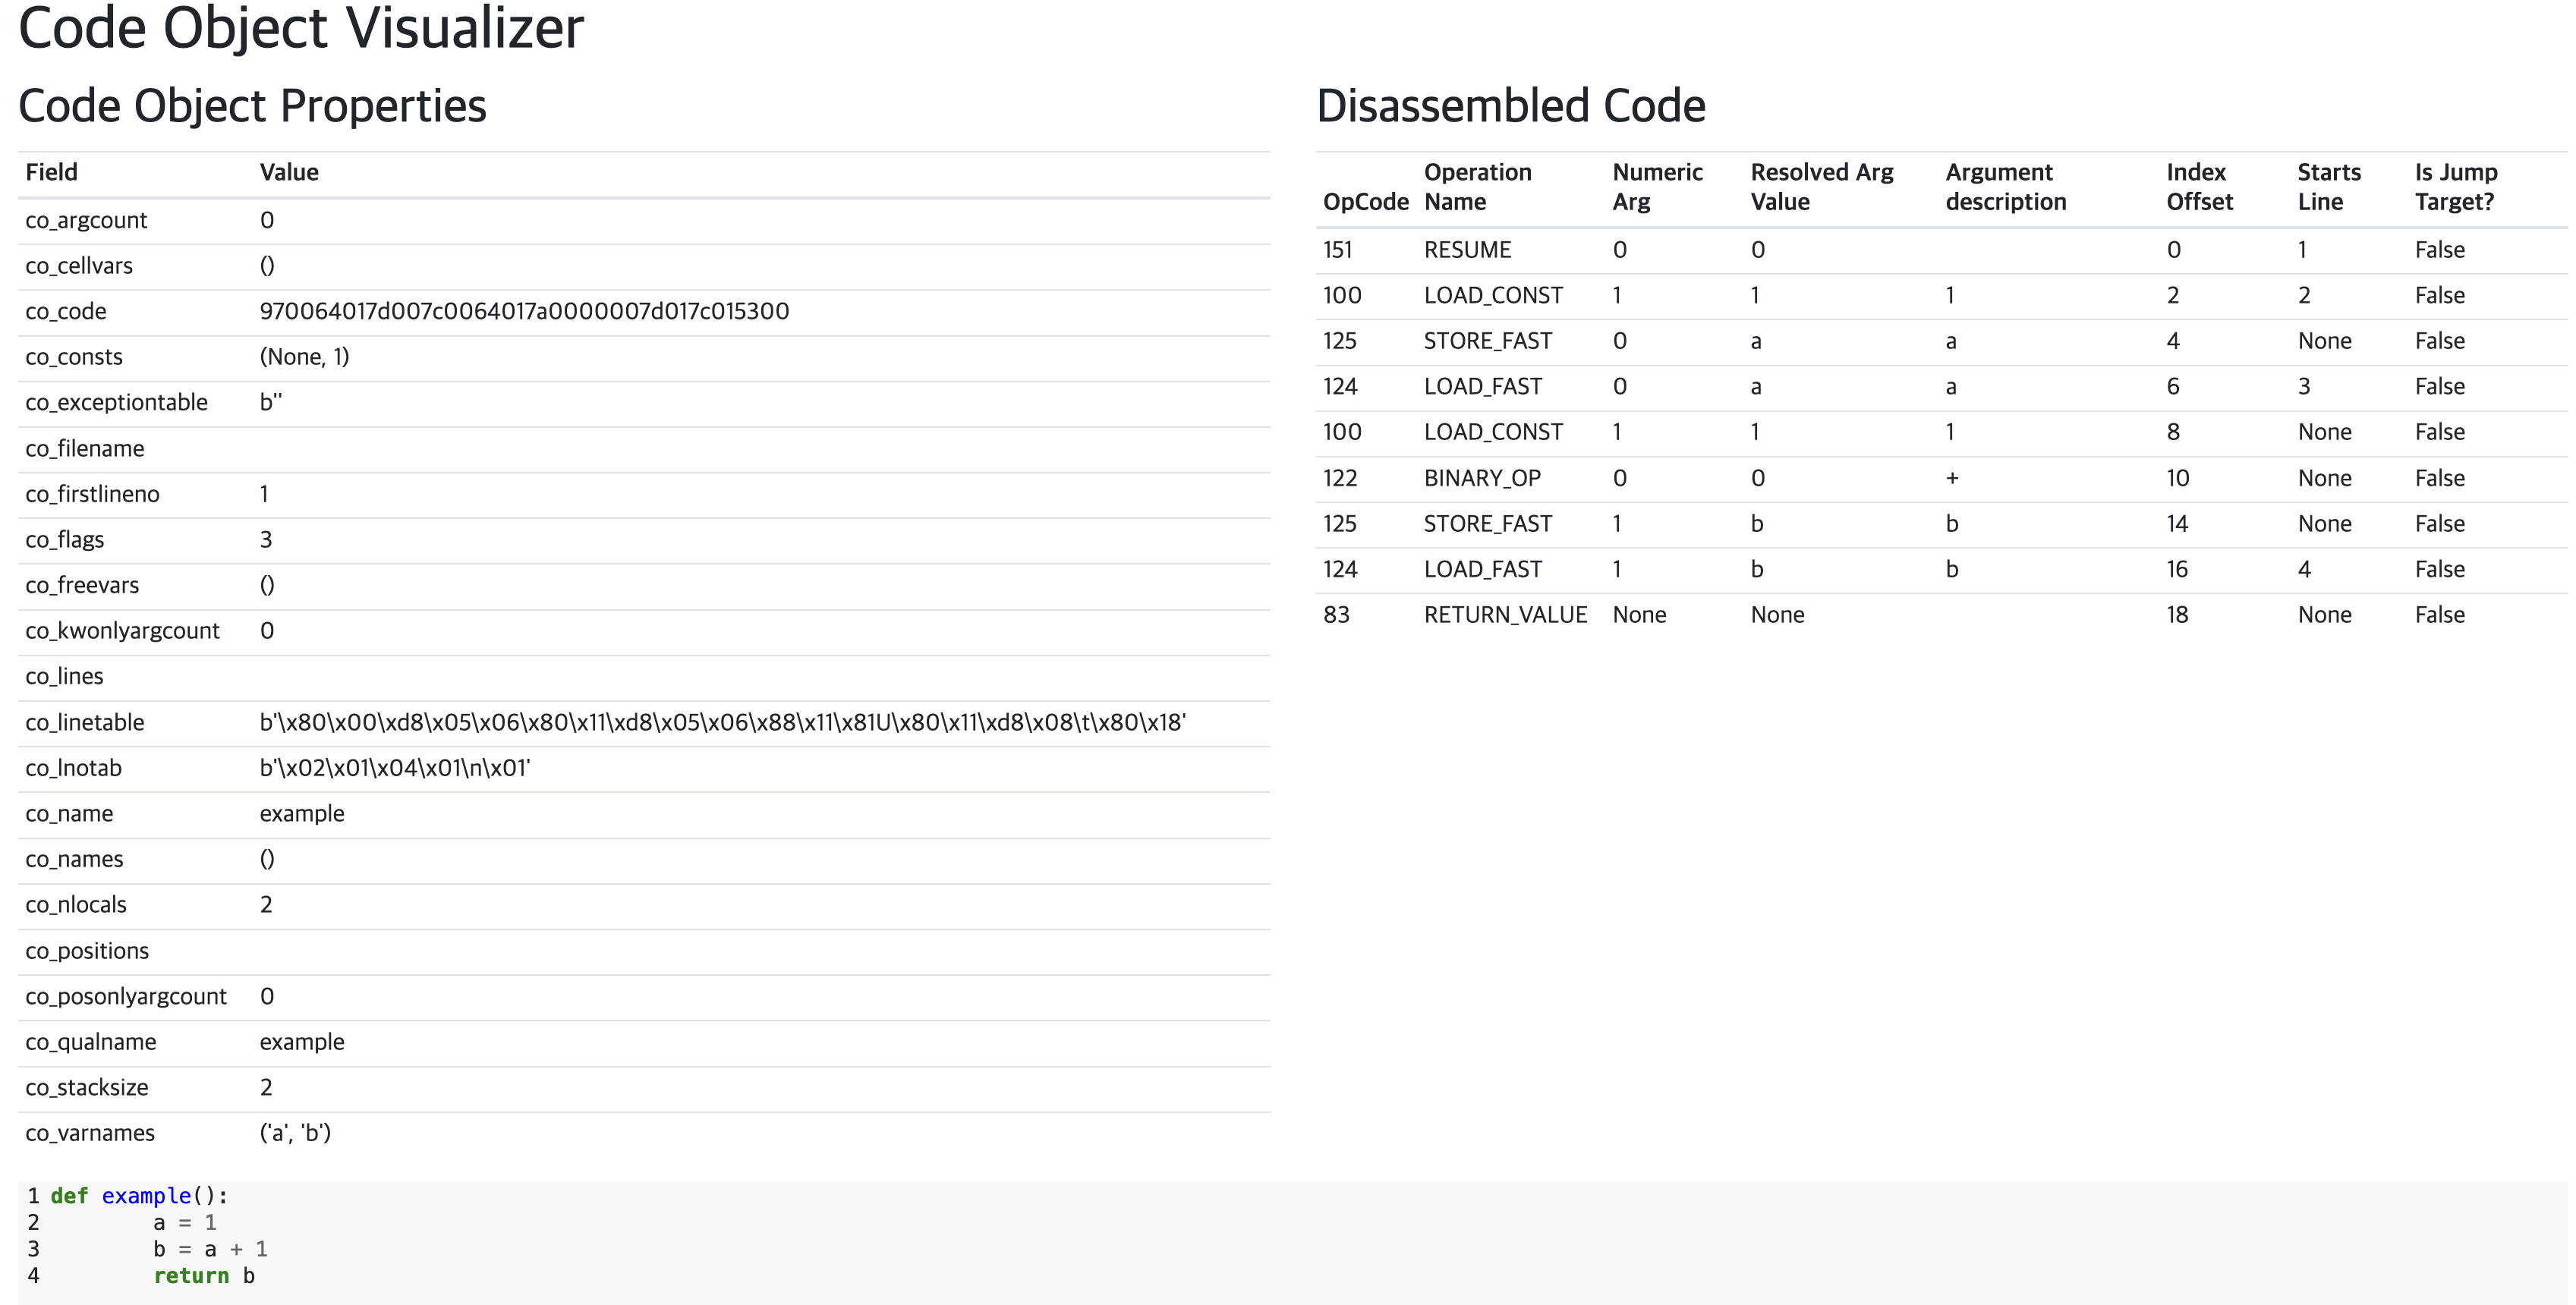 Code Object Visualizer
Code Object Properties
Field Value
co_argcount 0
co_cellvars ()
co_code 970064017d007c0064017a0000007d017c015300
co_consts (None, 1)
co_exceptiontable b''
co_filename
co_firstlineno 1
co_flags 3
co_freevars ()
co_kwonlyargcount 0
co_lines
co_linetable b'\x80\x00\xd8\x05\x06\x80\x11\xd8\x05\x06\x88\x11\x81U\x80\x11\xd8\x08\t\x80\x18'
co_lnotab b'\x02\x01\x04\x01\n\x01'
co_name example
co_names ()
co_nlocals 2
co_positions
co_posonlyargcount 0
co_qualname example
co_stacksize 2
co_varnames ('a', 'b')
Disassembled Code
OpCode Operation Name Numeric Arg Resolved Arg Value Argument description Index Offset Starts Line Is Jump Target?
151 RESUME 0 0 0 1 False
100 LOAD_CONST 1 1 1 2 2 False
125 STORE_FAST 0 a a 4 None False
124 LOAD_FAST 0 a a 6 3 False
100 LOAD_CONST 1 1 1 8 None False
122 BINARY_OP 0 0 + 10 None False
125 STORE_FAST 1 b b 14 None False
124 LOAD_FAST 1 b b 16 4 False
83 RETURN_VALUE None None 18 None False
1 def example():
2 a = 1
3 b = a + 1
4 return b